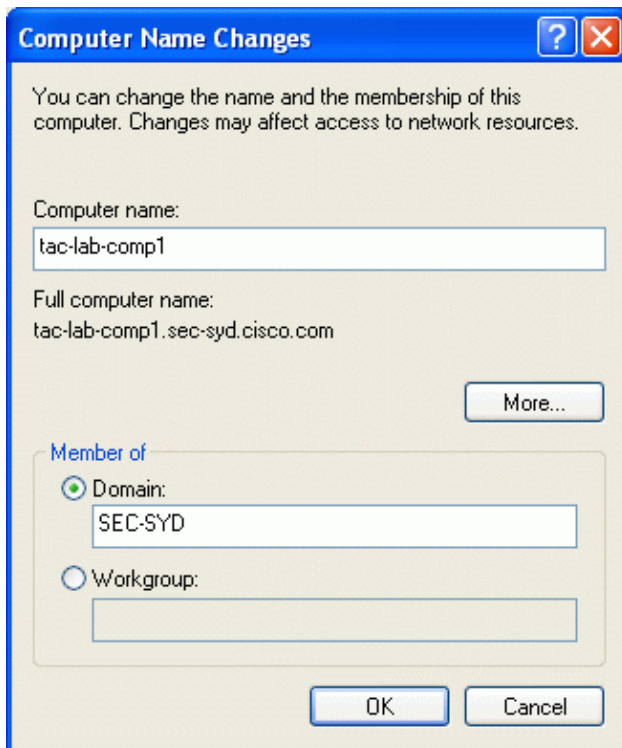 Computer Name Changes
?
You can change the name and the membership of this
computer. Changes may affect access to network resources.
Computer name:
tac-lab-comp1
Full computer name:
tac-lab-comp1.sec-syd.cisco.com
More...
Member of
Domain:
SEC-SYD
Workgroup:
OK Cancel